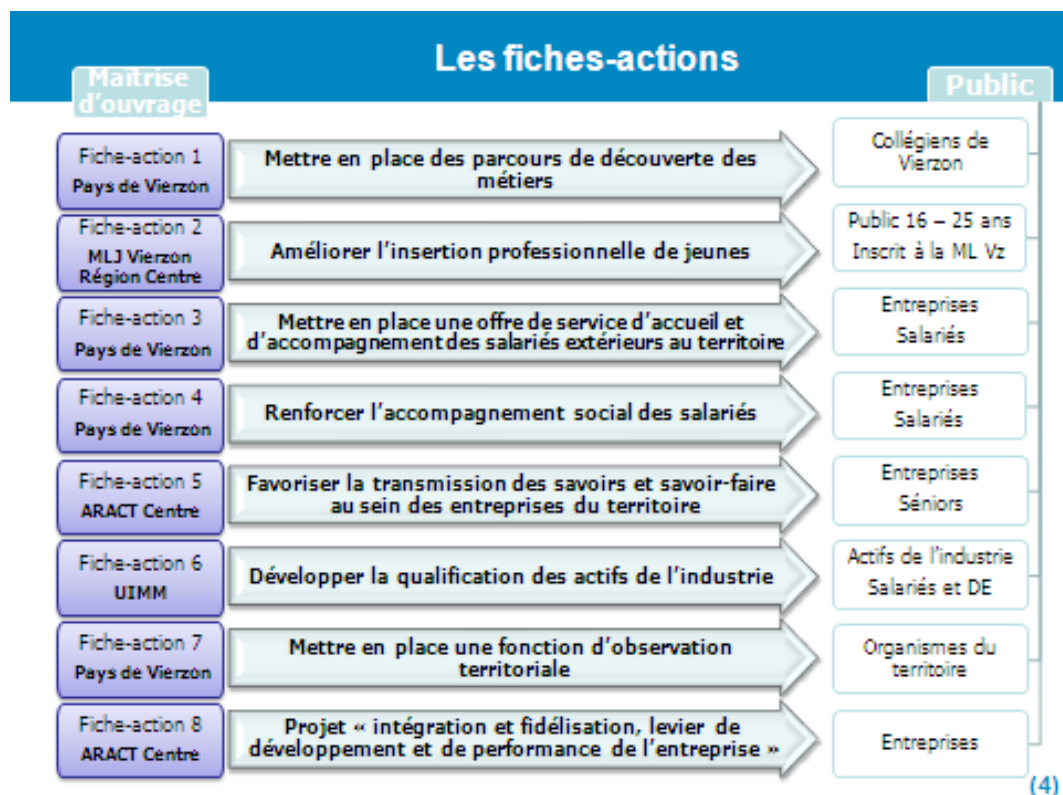 Les fiches-actions
Maîtrise
d'ouvrage
Public
Fiche-action 1
Pays de Vierzon
Mettre en place des parcours de découverte des
métiers
Collégiens de
Vierzon
Fiche-action 2
MLJ Vierzon
Région Centre
Améliorer l'insertion professionnelle de jeunes
Public 16 – 25 ans
Inscrit à la ML Vz
Fiche-action 3
Pays de Vierzon
Mettre en place une offre de service d'accueil et
d'accompagnement des salariés extérieurs au territoire
Entreprises
Salariés
Fiche-action 4
Pays de Vierzon
Renforcer l'accompagnement social des salariés
Entreprises
Salariés
Fiche-action 5
ARACT Centre
Favoriser la transmission des savoirs et savoir-faire
au sein des entreprises du territoire
Entreprises
Séniors
Fiche-action 6
UIMM
Développer la qualification des actifs de l'industrie
Actifs de l'industrie
Salariés et DE
Fiche-action 7
Pays de Vierzon
Mettre en place une fonction d'observation
territoriale
Organismes du
territoire
Fiche-action 8
ARACT Centre
Projet « intégration et fidélisation, levier de
développement et de performance de l'entreprise »
Entreprises
(4)